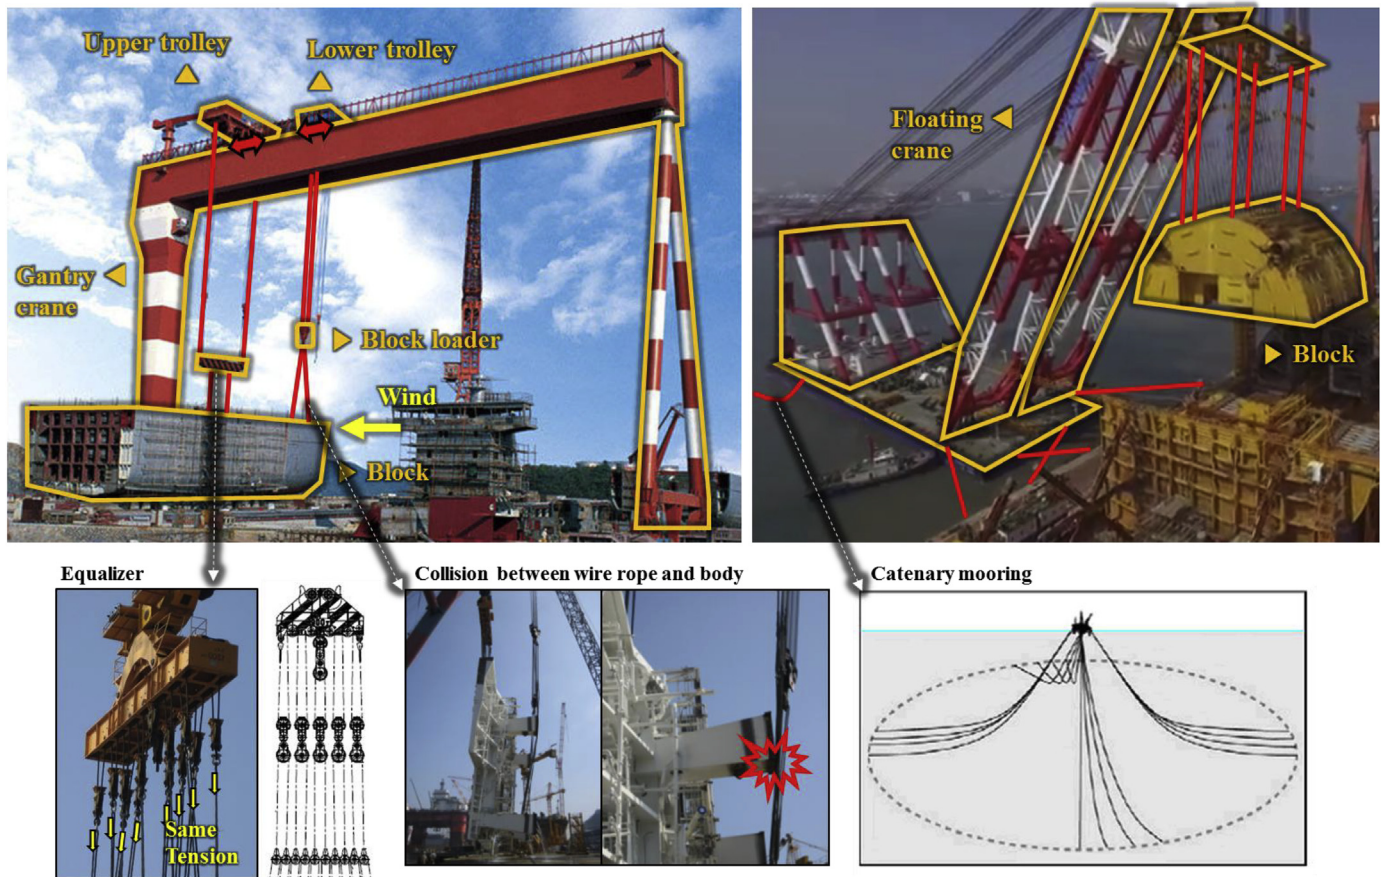 Upper trolley
Lower trolley
Gantry
crane
Block loader
Wind
Block
Floating
crane
Block
Equalizer
Same
Tension
Collision between wire rope and body
Catenary mooring